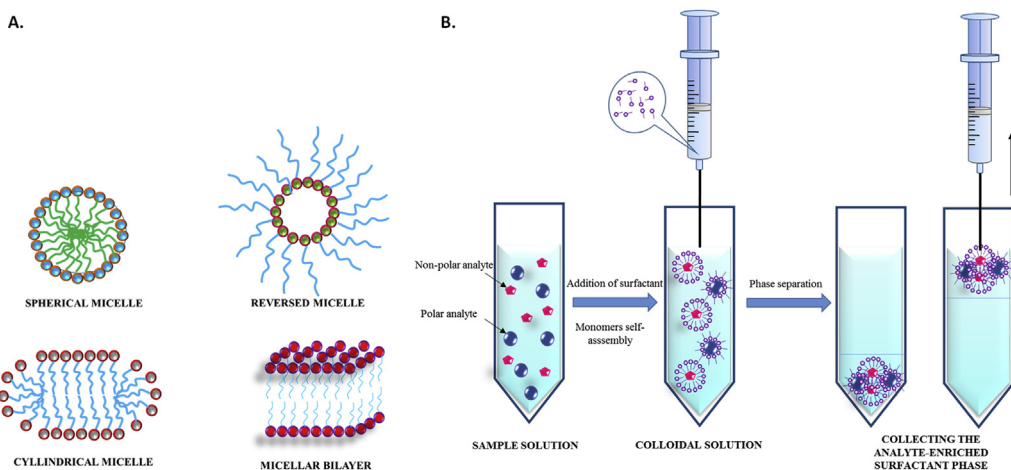 A.
B.
SPHERICAL MICELLE
REVERSED MICELLE
CYLLINDRICAL MICELLE
MICELLAR BILAYER
Non-polar analyte
Polar analyte
Addition of surfactant
Monomers self-
asssembly
Phase separation
SAMPLE SOLUTION
COLLOIDAL SOLUTION
COLLECTING THE
ANALYTE-ENRICHED
SURFACTANT PHASE